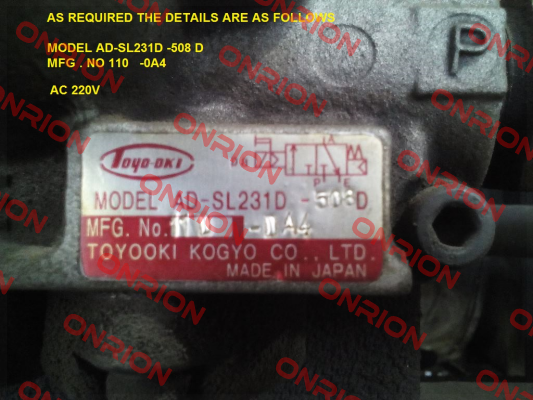 AS REQUIRED THE DETAILS ARE AS FOLLOWS
MODEL AD-SL231D -508 D
MFG . NO 110 -0A4
AC 220V
P
TOYO-OKI
MODEL AD-SL231D -508D
MFG. No. -0A4
TOYOOKI KOGYO CO., LTD.
MADE IN JAPAN
ONRION